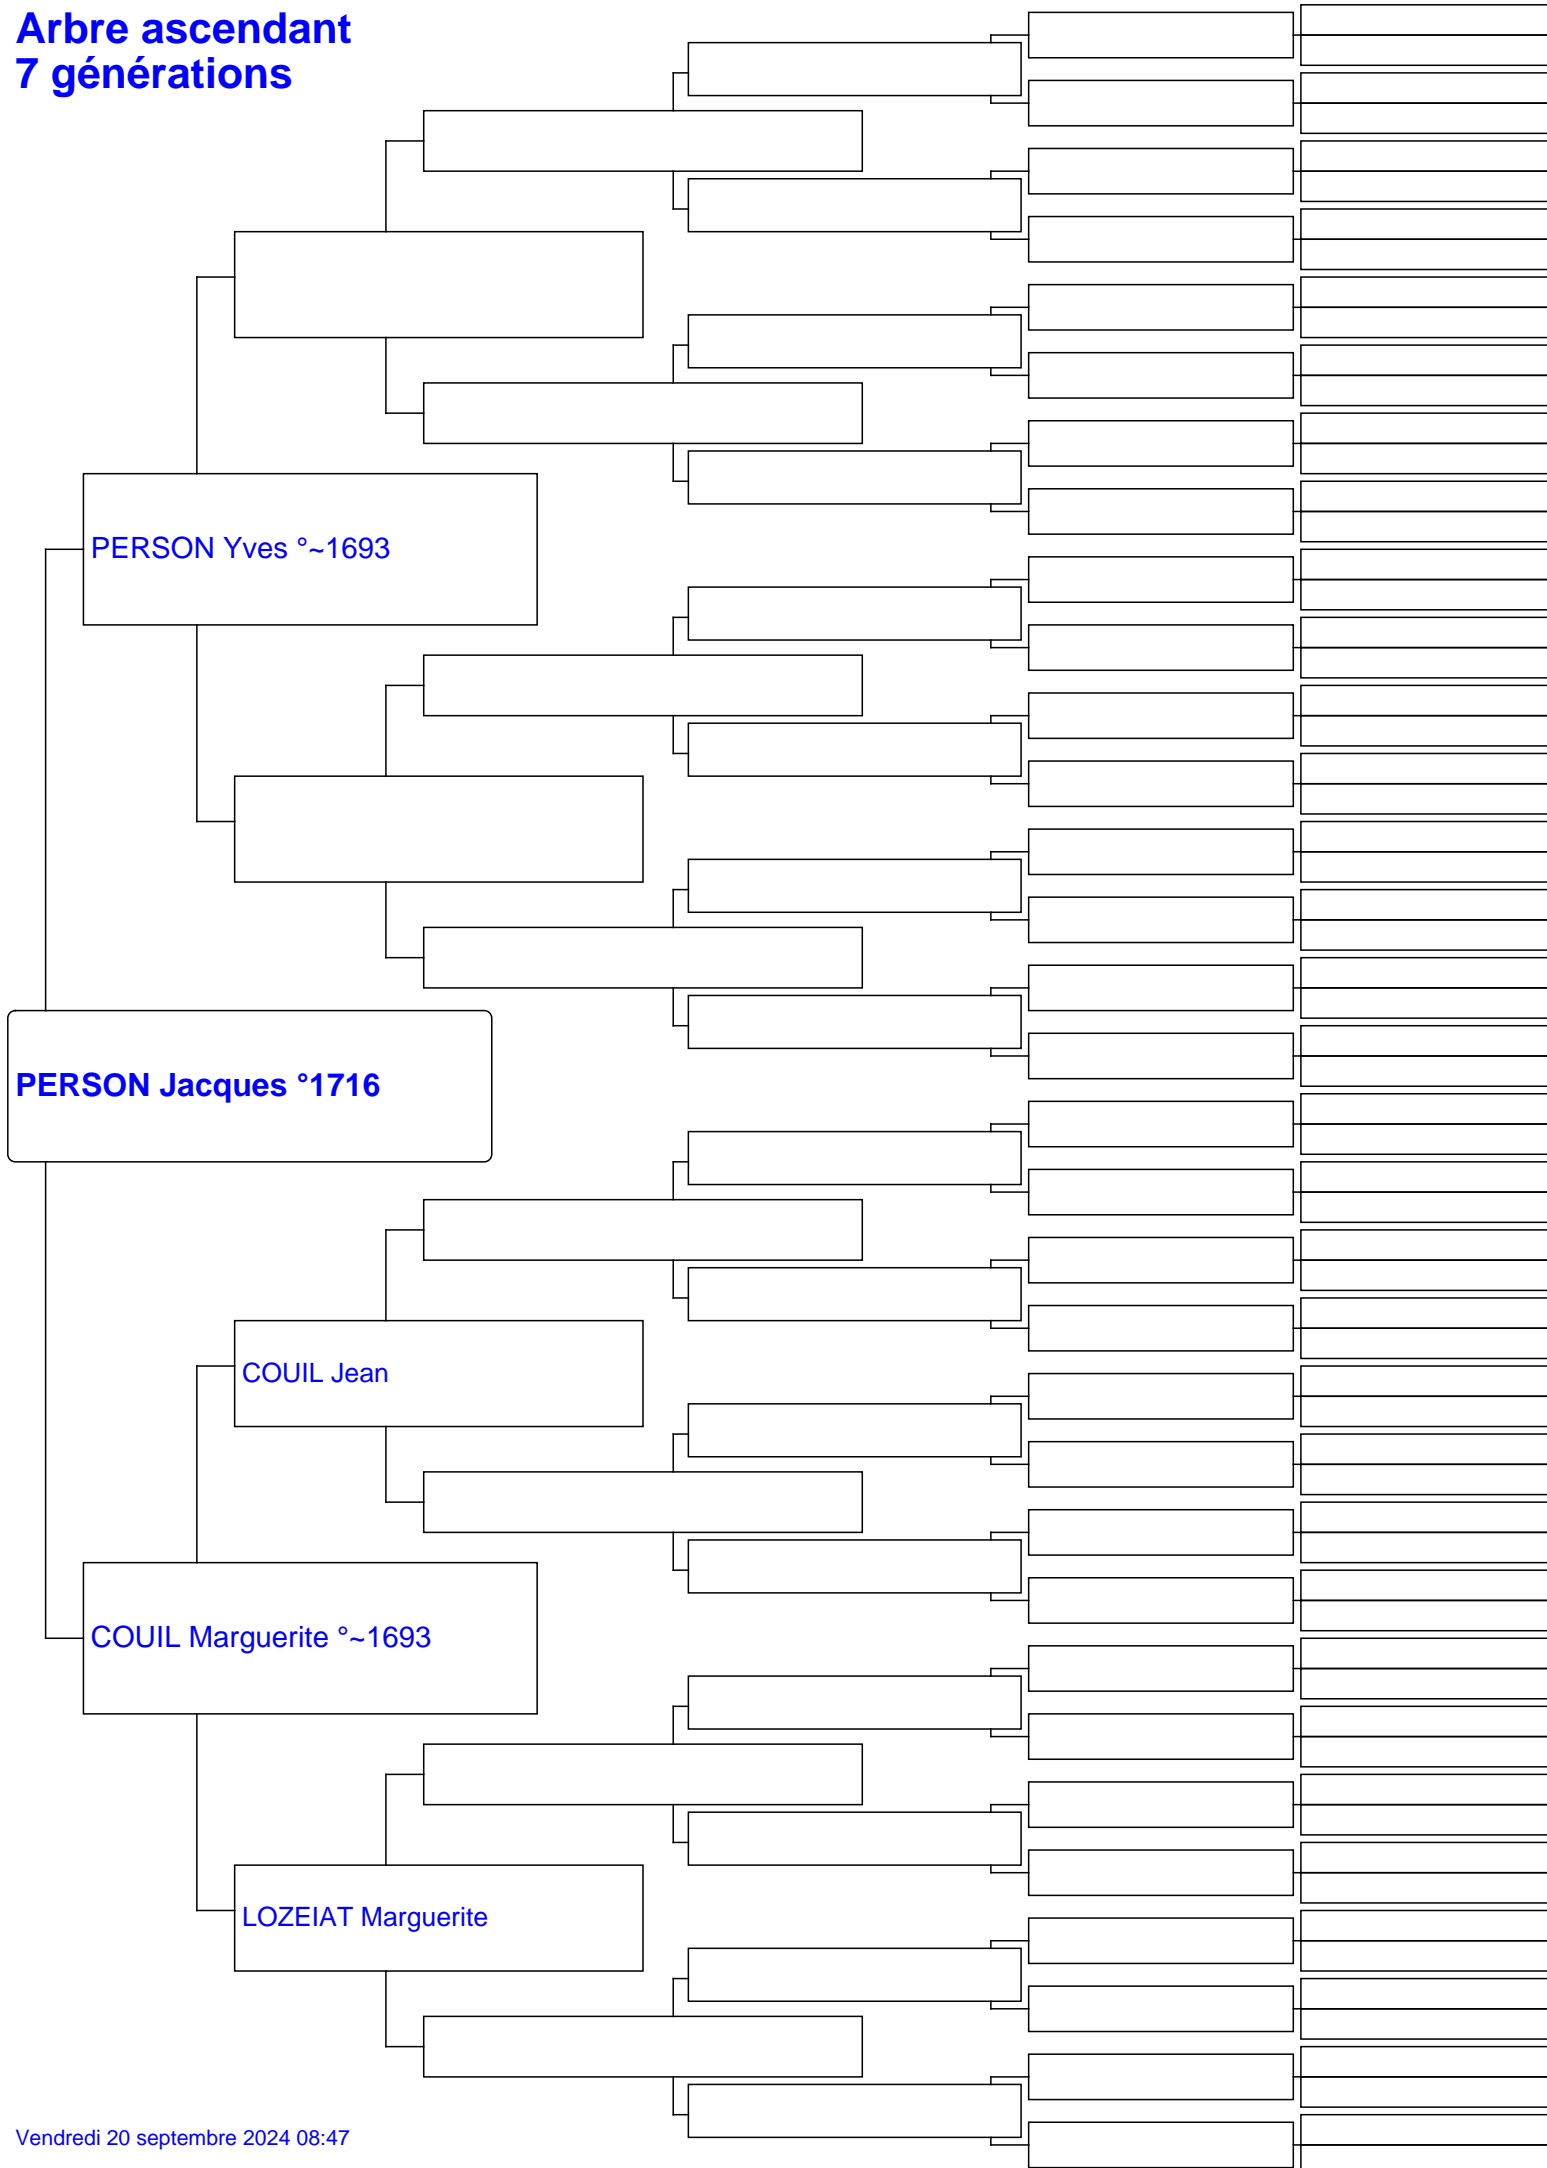 Arbre ascendant
7 générations
PERSON Yves °~1693
PERSON Jacques °1716
COUIL Jean
COUIL Marguerite °~1693
LOZEIAT Marguerite
Vendredi 20 septembre 2024 08:47